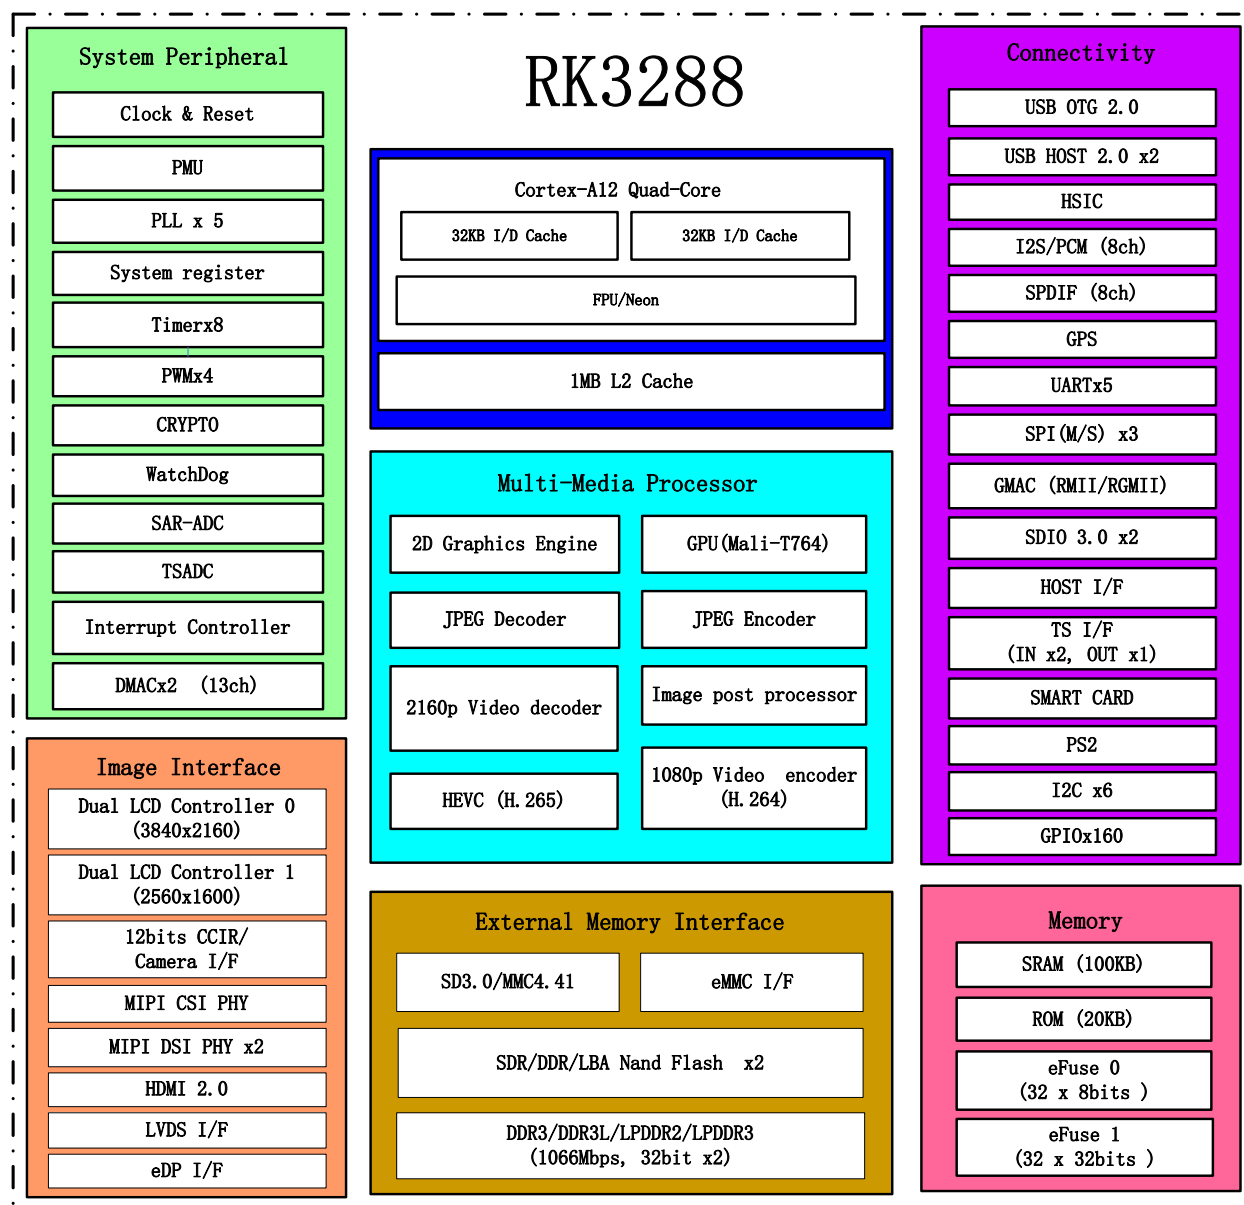 RK3288
System Peripheral
Clock & Reset
PMU
PLL x 5
System register
Timerx8
PWMx4
CRYPTO
WatchDog
SAR-ADC
TSADC
Interrupt Controller
DMACx2 (13ch)
Image Interface
Dual LCD Controller 0
(3840x2160)
Dual LCD Controller 1
(2560x1600)
12bits CCIR/
Camera I/F
MIPI CSI PHY
MIPI DSI PHY x2
HDMI 2.0
LVDS I/F
eDP I/F
Cortex-A12 Quad-Core
32KB I/D Cache
32KB I/D Cache
FPU/Neon
1MB L2 Cache
Multi-Media Processor
2D Graphics Engine
GPU(Mali-T764)
JPEG Decoder
JPEG Encoder
2160p Video decoder
Image post processor
HEVC (H.265)
1080p Video encoder
(H.264)
External Memory Interface
SD3.0/MMC4.41
eMMC I/F
SDR/DDR/LBA Nand Flash x2
DDR3/DDR3L/LPDDR2/LPDDR3
(1066Mbps, 32bit x2)
Connectivity
USB OTG 2.0
USB HOST 2.0 x2
HSIC
I2S/PCM (8ch)
SPDIF (8ch)
GPS
UARTx5
SPI(M/S) x3
GMAC (RMII/RGMII)
SDIO 3.0 x2
HOST I/F
TS I/F
(IN x2, OUT x1)
SMART CARD
PS2
I2C x6
GPIOx160
Memory
SRAM (100KB)
ROM (20KB)
eFuse 0
(32 x 8bits )
eFuse 1
(32 x 32bits )